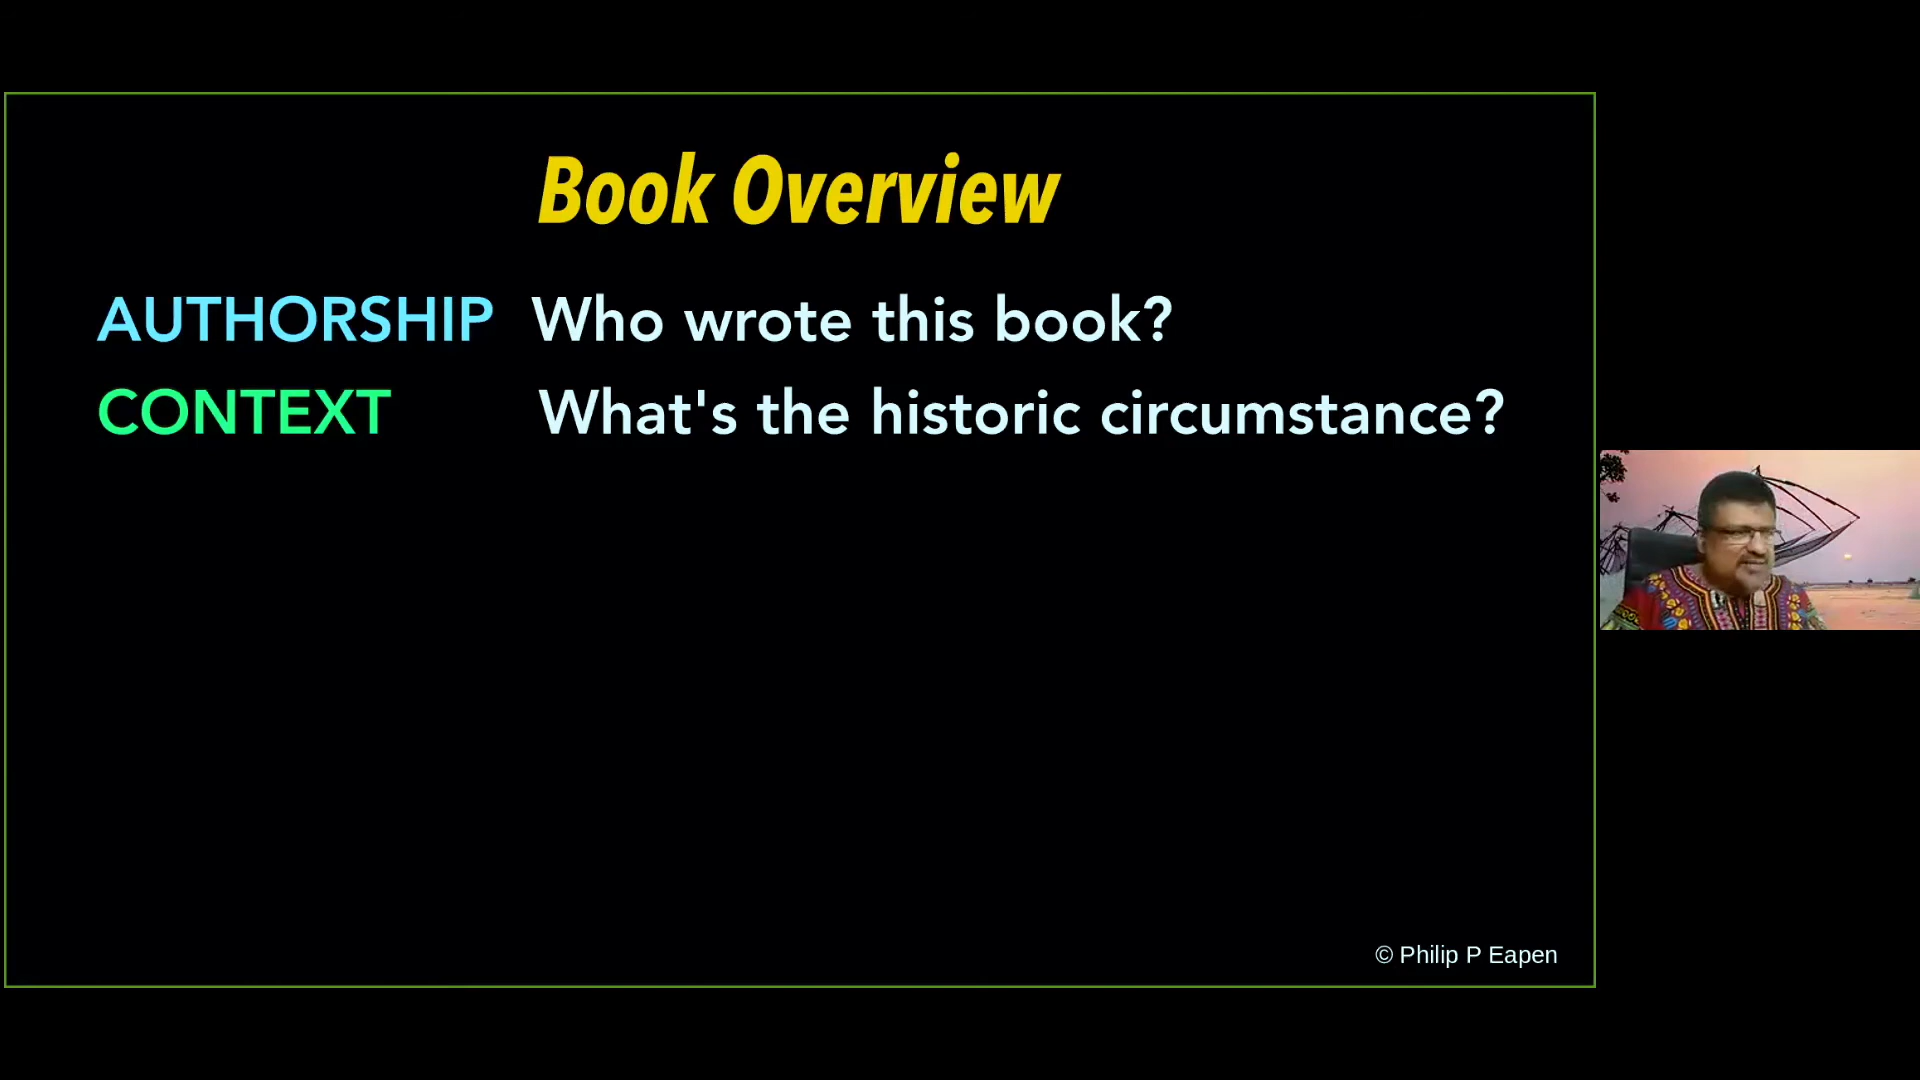 Book Overview
AUTHORSHIP Who wrote this book?
CONTEXT What's the historic circumstance?
© Philip P Eapen